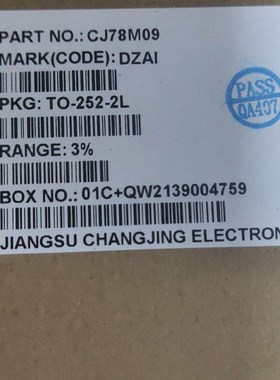 PART NO.: CJ78M09
MARK(CODE): DZAI
PASS
QA407
PKG: TO-252-2L
RANGE: 3%
BOX NO.: 01C+QW2139004759
JIANGSU CHANGJING ELECTRON